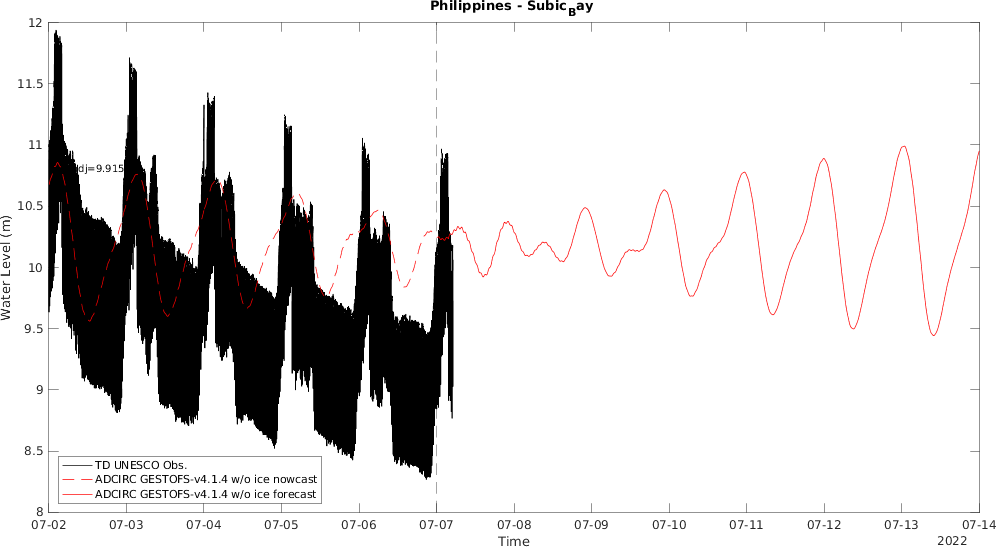 Philippines - Subic_Bay
12
11.5
11
10.5
10
9.5
9
8.5
8
Water Level (m)
dj=9.915
TD UNESCO Obs.
ADCIRC GESTOFS-v4.1.4 w/o ice nowcast
ADCIRC GESTOFS-v4.1.4 w/o ice forecast
07-02 07-03 07-04 07-05 07-06 07-07 07-08 07-09 07-10 07-11 07-12 07-13 07-14
Time
2022